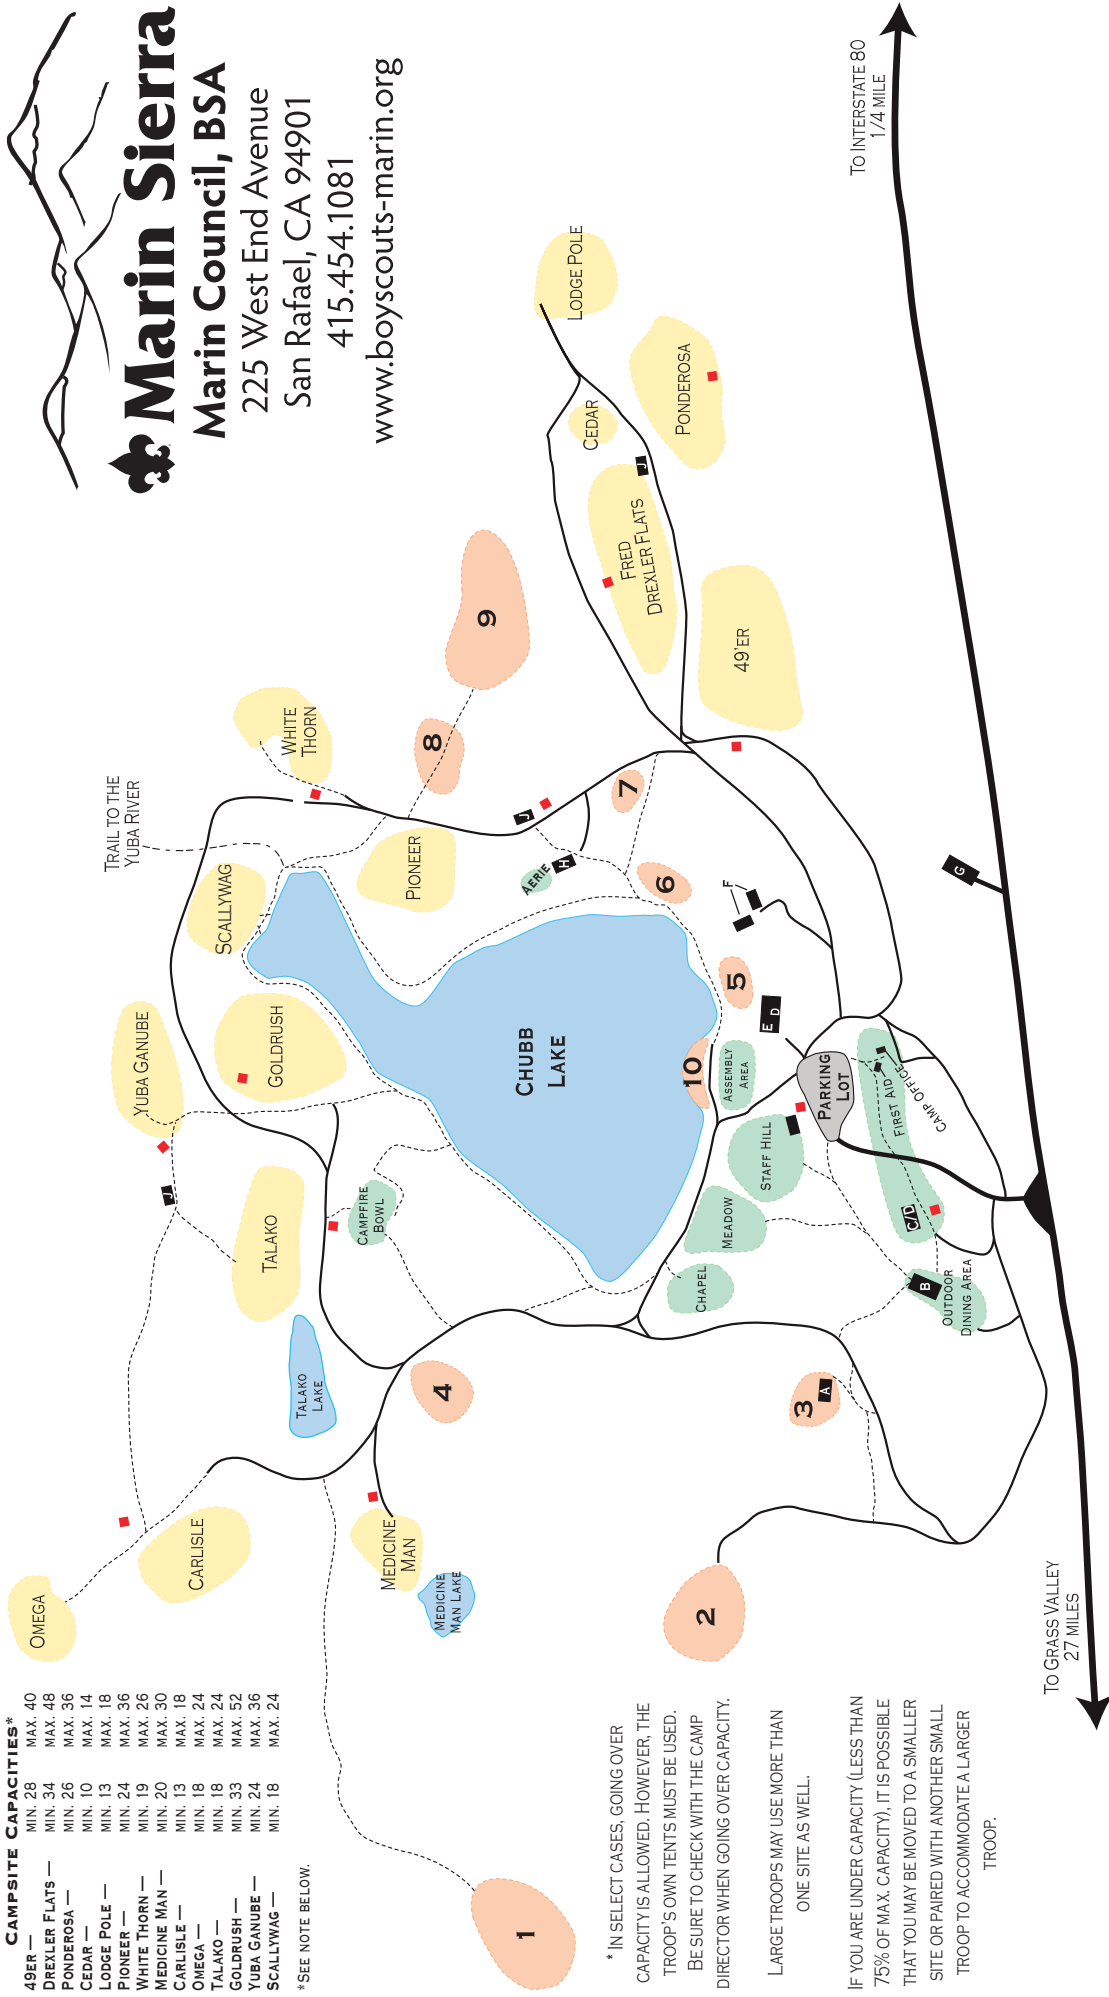 Marin Sierra
Marin Council, BSA
225 West End Avenue
San Rafael, CA 94901
415.454.1081
www.boyscouts-marin.org
CAMPSITE CAPACITIES*
49ER — MIN. 28 MAX. 40
DREXLER FLATS — MIN. 34 MAX. 48
PONDEROSA — MIN. 26 MAX. 36
CEDAR — MIN. 10 MAX. 14
LODGE POLE — MIN. 13 MAX. 18
PIONEER — MIN. 24 MAX. 36
WHITE THORN — MIN. 19 MAX. 26
MEDICINE MAN — MIN. 20 MAX. 30
CARLISLE — MIN. 13 MAX. 18
OMEGA — MIN. 18 MAX. 24
TALAKO — MIN. 18 MAX. 24
GOLDRUSH — MIN. 33 MAX. 52
YUBA GANUBE — MIN. 24 MAX. 36
SCALLYWAG — MIN. 18 MAX. 24
*SEE NOTE BELOW.
OMEGA
CARLISLE
YUBA GANUBE
J
TALAKO
TALAKO
LAKE
MEDICINE
MAN
MEDICINE
MAN LAKE
GOLDRUSH
SCALLYWAG
TRAIL TO THE
YUBA RIVER
WHITE
THORN
PIONEER
CAMPFIRE
BOWL
CHUBB
LAKE
AERIE
H
J
1
2
3
A
4
5
6
7
8
9
10
LODGE POLE
CEDAR
PONDEROSA
J
FRED
DREXLER FLATS
49'ER
F
E
D
ASSEMBLY
AREA
STAFF HILL
MEADOW
CHAPEL
PARKING
LOT
FIRST AID
CAMP OFFICE
C/D
B
OUTDOOR
DINING AREA
G
TO INTERSTATE 80
1/4 MILE
TO GRASS VALLEY
27 MILES
* IN SELECT CASES, GOING OVER
CAPACITY IS ALLOWED. HOWEVER, THE
TROOP'S OWN TENTS MUST BE USED.
BE SURE TO CHECK WITH THE CAMP
DIRECTOR WHEN GOING OVER CAPACITY.
LARGE TROOPS MAY USE MORE THAN
ONE SITE AS WELL.
IF YOU ARE UNDER CAPACITY (LESS THAN
75% OF MAX. CAPACITY), IT IS POSSIBLE
THAT YOU MAY BE MOVED TO A SMALLER
SITE OR PAIRED WITH ANOTHER SMALL
TROOP TO ACCOMMODATE A LARGER
TROOP.